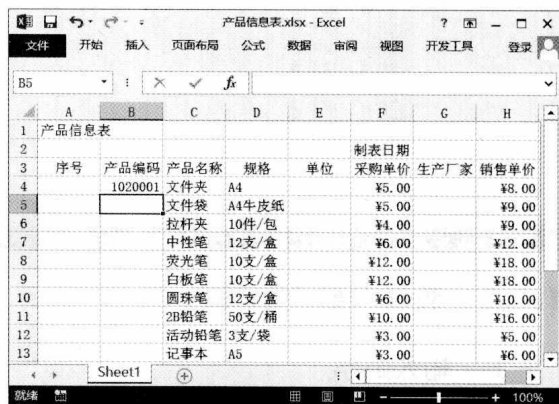 产品信息表.xlsx - Excel
文件 开始 插入 页面布局 公式 数据 审阅 视图 开发工具 登录
B5 fx
A B C D E F G H
1 产品信息表
2 制表日期
3 序号 产品编码 产品名称 规格 单位 采购单价 生产厂家 销售单价
4 1020001 文件夹 A4 ¥5.00 ¥8.00
5 文件袋 A4牛皮纸 ¥5.00 ¥9.00
6 拉杆夹 10件/包 ¥4.00 ¥9.00
7 中性笔 12支/盒 ¥6.00 ¥12.00
8 荧光笔 10支/盒 ¥12.00 ¥18.00
9 白板笔 10支/盒 ¥12.00 ¥18.00
10 圆珠笔 12支/盒 ¥6.00 ¥10.00
11 2B铅笔 50支/桶 ¥10.00 ¥16.00
12 活动铅笔 3支/袋 ¥3.00 ¥5.00
13 记事本 A5 ¥3.00 ¥6.00
Sheet1
就绪 100%